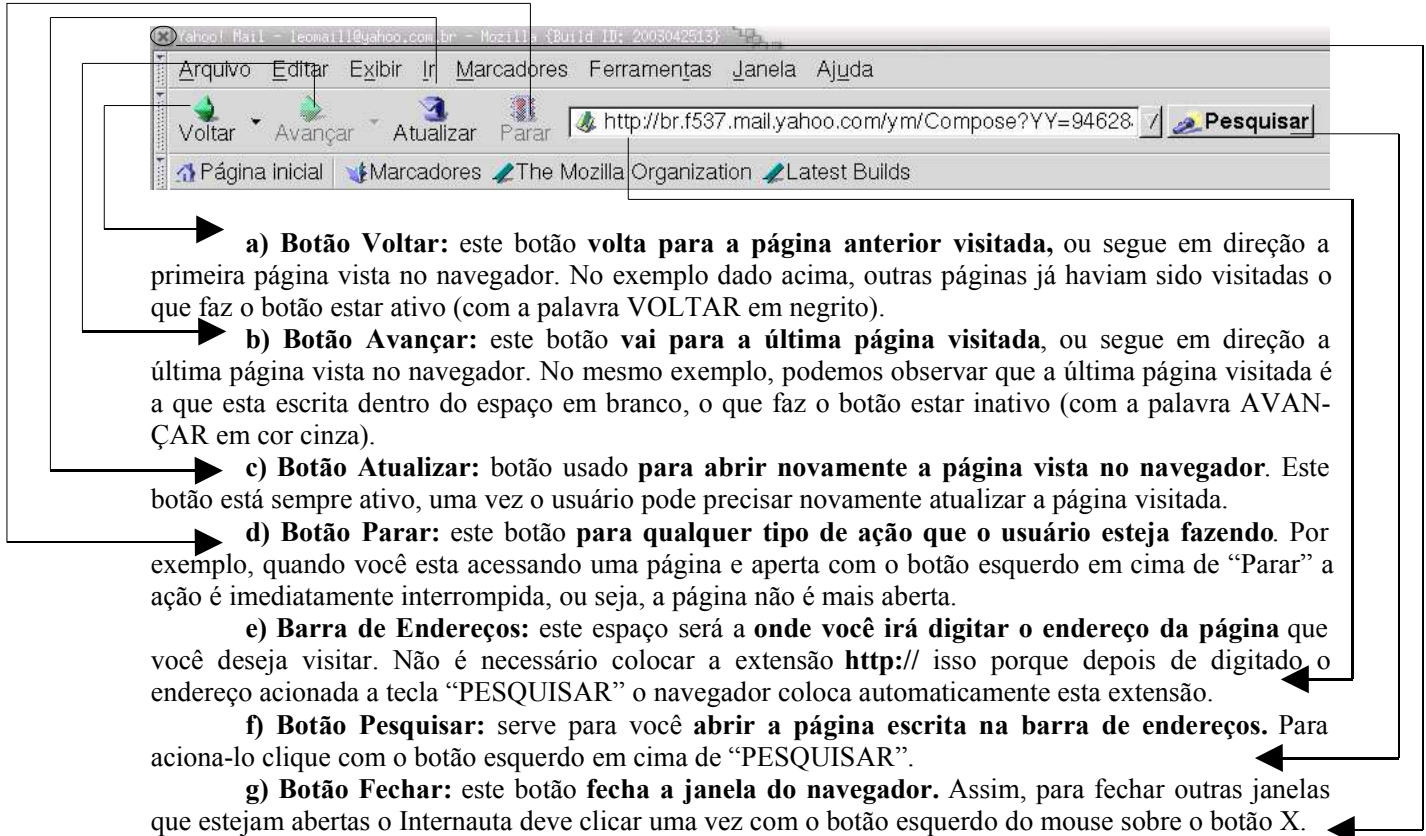 Yahoo! Mail - leomaill@yahoo.com.br - Mozilla {Build ID: 2003042513}
Arquivo Editar Exibir Ir Marcadores Ferramentas Janela Ajuda
Voltar Avançar Atualizar Parar http://br.f537.mail.yahoo.com/ym/Compose?YY=94628 Pesquisar
Página inicial Marcadores The Mozilla Organization Latest Builds
a) Botão Voltar: este botão volta para a página anterior visitada, ou segue em direção a
primeira página vista no navegador. No exemplo dado acima, outras páginas já haviam sido visitadas o
que faz o botão estar ativo (com a palavra VOLTAR em negrito).
b) Botão Avançar: este botão vai para a última página visitada, ou segue em direção a
última página vista no navegador. No mesmo exemplo, podemos observar que a última página visitada é
a que esta escrita dentro do espaço em branco, o que faz o botão estar inativo (com a palavra AVAN-
ÇAR em cor cinza).
c) Botão Atualizar: botão usado para abrir novamente a página vista no navegador. Este
botão está sempre ativo, uma vez o usuário pode precisar novamente atualizar a página visitada.
d) Botão Parar: este botão para qualquer tipo de ação que o usuário esteja fazendo. Por
exemplo, quando você esta acessando uma página e aperta com o botão esquerdo em cima de “Parar” a
ação é imediatamente interrompida, ou seja, a página não é mais aberta.
e) Barra de Endereços: este espaço será a onde você irá digitar o endereço da página que
você deseja visitar. Não é necessário colocar a extensão http:// isso porque depois de digitado o
endereço acionada a tecla “PESQUISAR” o navegador coloca automaticamente esta extensão.
f) Botão Pesquisar: serve para você abrir a página escrita na barra de endereços. Para
aciona-lo clique com o botão esquerdo em cima de “PESQUISAR”.
g) Botão Fechar: este botão fecha a janela do navegador. Assim, para fechar outras janelas
que estejam abertas o Internauta deve clicar uma vez com o botão esquerdo do mouse sobre o botão X.